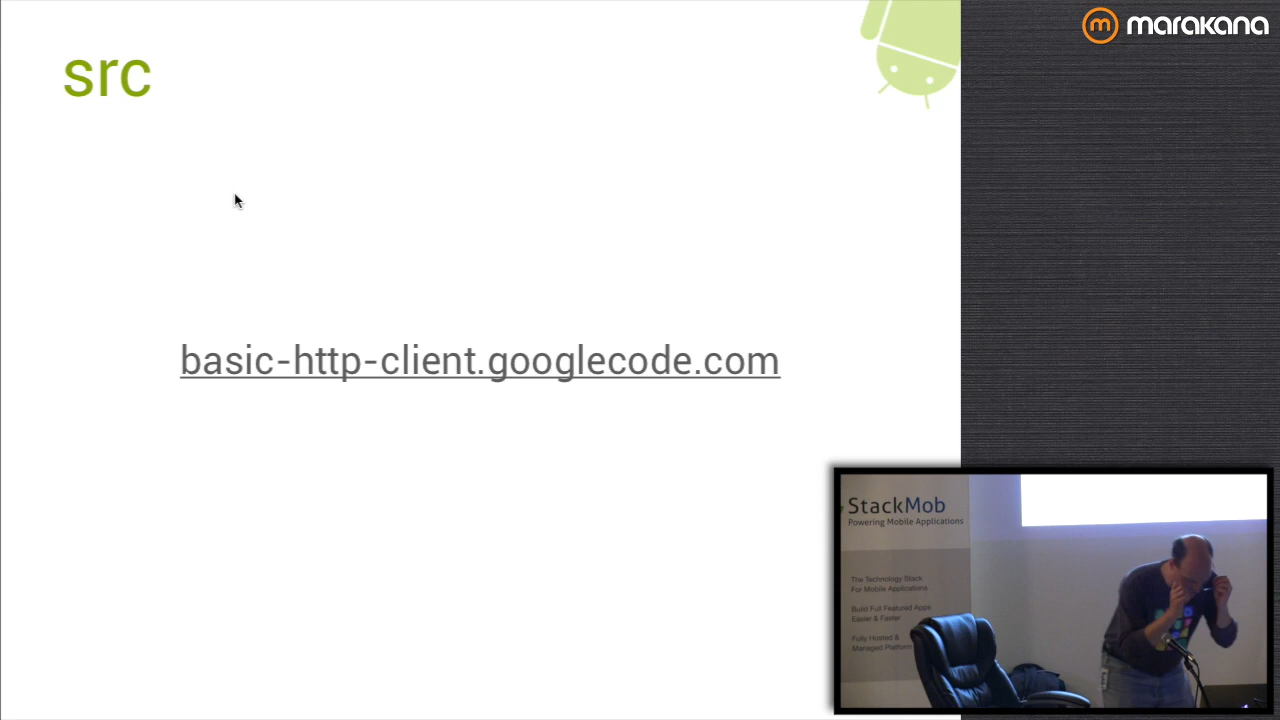 src
marakana
basic-http-client.googlecode.com
StackMob
Powering Mobile Applications
The Technology Stack
For Mobile Applications
Build Full Featured Apps
Easier & Faster
Fully Hosted &
Managed Platform